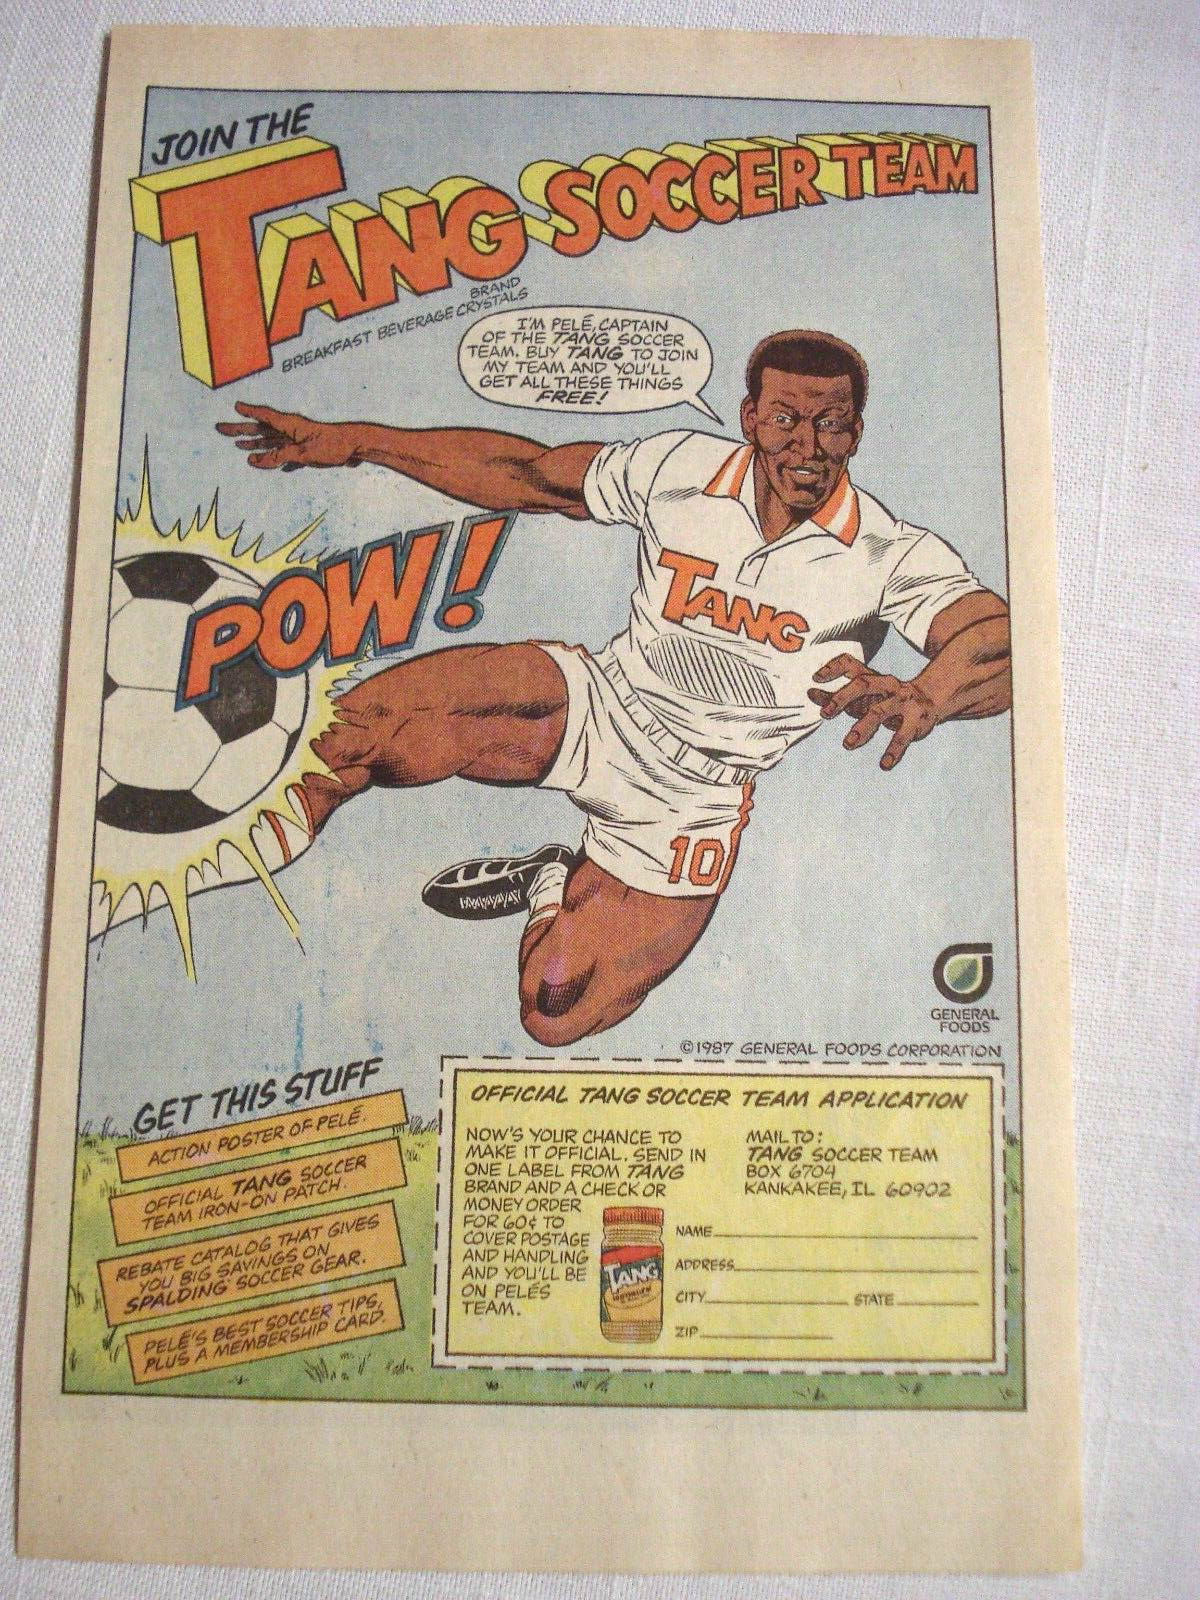 JOIN THE
TANG SOCCER TEAM
BRAND
BREAKFAST BEVERAGE CRYSTALS
I'M PELÉ, CAPTAIN
OF THE TANG SOCCER
TEAM. BUY TANG TO JOIN
MY TEAM AND YOU'LL
GET ALL THESE THINGS
FREE!
POW!
TANG
10
GENERAL
FOODS
©1987 GENERAL FOODS CORPORATION
GET THIS STUFF
ACTION POSTER OF PELÉ.
OFFICIAL TANG SOCCER
TEAM IRON-ON PATCH.
REBATE CATALOG THAT GIVES
YOU BIG SAVINGS ON
SPALDING SOCCER GEAR.
PELÉ'S BEST SOCCER TIPS,
PLUS A MEMBERSHIP CARD.
OFFICIAL TANG SOCCER TEAM APPLICATION
NOW'S YOUR CHANCE TO
MAKE IT OFFICIAL. SEND IN
ONE LABEL FROM TANG
BRAND AND A CHECK OR
MONEY ORDER
FOR 60¢ TO
COVER POSTAGE
AND HANDLING
AND YOU'LL BE
ON PELÉ'S
TEAM.
TANG
MAIL TO:
TANG SOCCER TEAM
BOX 6704
KANKAKEE, IL 60902
NAME
ADDRESS
CITY STATE
ZIP